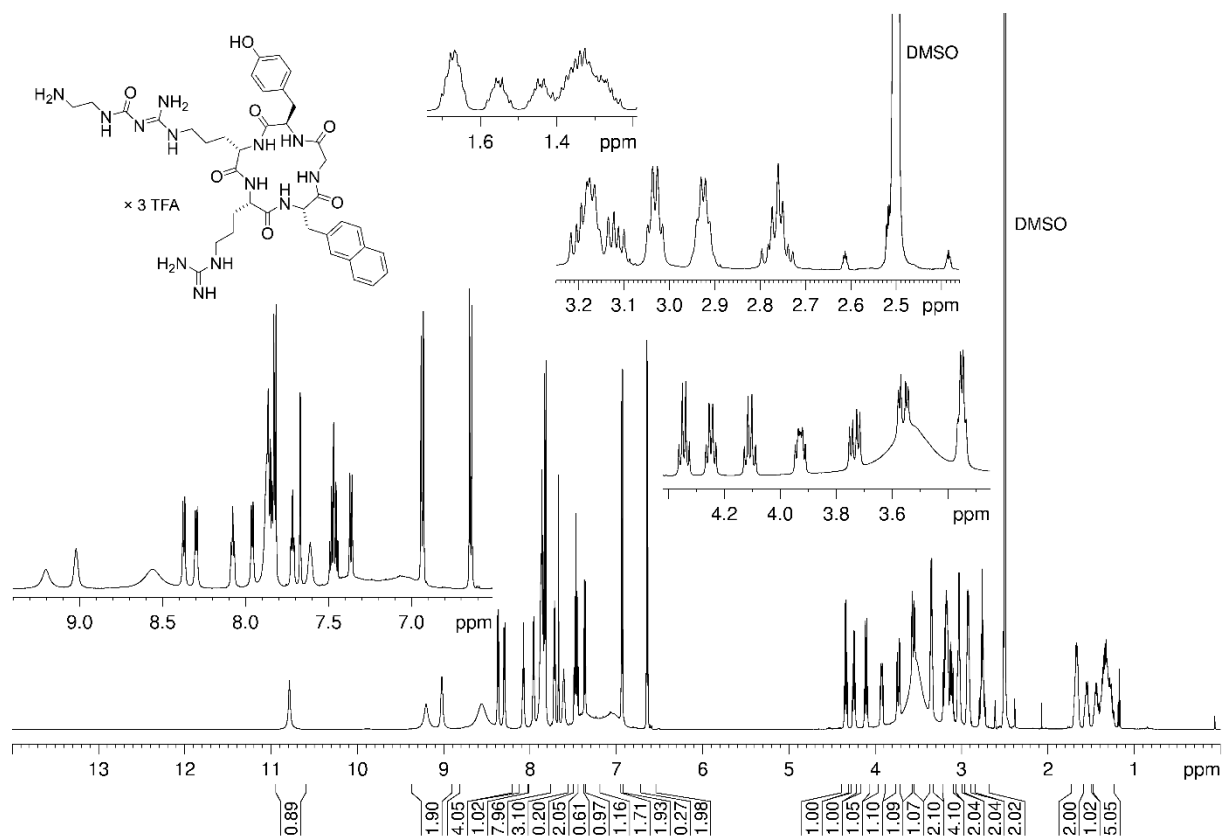 HO
H₂N
O
NH₂
N
H
N
N
H
O
HN
O
NH
O
NH
NH
HN
O
O
O
× 3 TFA
H₂N
NH
NH
1.6 1.4 ppm
DMSO
3.2 3.1 3.0 2.9 2.8 2.7 2.6 2.5 ppm
DMSO
4.2 4.0 3.8 3.6 ppm
9.0 8.5 8.0 7.5 7.0 ppm
13 12 11 10 9 8 7 6 5 4 3 2 1 ppm
0.89 1.90 4.05 1.02 7.96 3.10 0.20 2.05 0.61 0.97 1.16 1.71 1.93 0.27 1.98 1.00 1.00 1.05 1.10 1.09 1.07 2.10 4.10 2.04 2.04 2.02 2.00 1.02 5.05